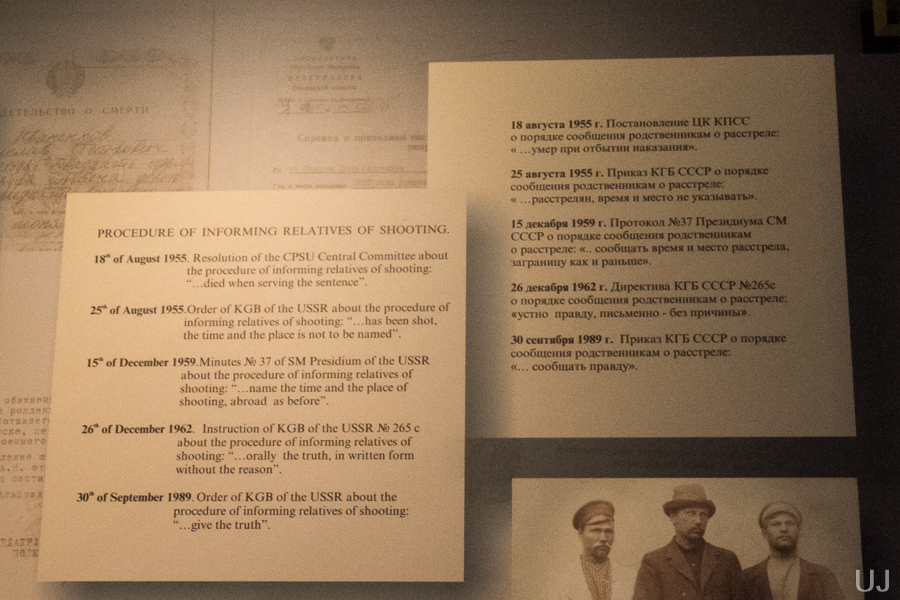 ДЕТЕЛЬСТВО О СМЕРТИ
ПРОКУРАТУРА
PROCEDURE OF INFORMING RELATIVES OF SHOOTING.
18th of August 1955. Resolution of the CPSU Central Committee about
the procedure of informing relatives of shooting:
“…died when serving the sentence”.
25th of August 1955.Order of KGB of the USSR about the procedure of
informing relatives of shooting: “…has been shot,
the time and the place is not to be named”.
15th of December 1959.Minutes № 37 of SM Presidium of the USSR
about the procedure of informing relatives of
shooting: “…name the time and the place of
shooting, abroad as before”.
26th of December 1962. Instruction of KGB of the USSR № 265 c
about the procedure of informing relatives of
shooting: “…orally the truth, in written form
without the reason”.
30th of September 1989. Order of KGB of the USSR about the
procedure of informing relatives of shooting:
“…give the truth”.
18 августа 1955 г. Постановление ЦК КПСС
о порядке сообщения родственникам о расстреле:
« …умер при отбытии наказания».
25 августа 1955 г. Приказ КГБ СССР о порядке
сообщения родственникам о расстреле:
« …расстрелян, время и место не указывать».
15 декабря 1959 г. Протокол №37 Президиума СМ
СССР о порядке сообщения родственникам
о расстреле: «.. сообщать время и место расстрела,
заграницу как и раньше».
26 декабря 1962 г. Директива КГБ СССР №265с
о порядке сообщения родственникам о расстреле:
«устно правду, письменно - без причины».
30 сентября 1989 г. Приказ КГБ СССР о порядке
сообщения родственникам о расстреле:
«… сообщать правду».
UJ